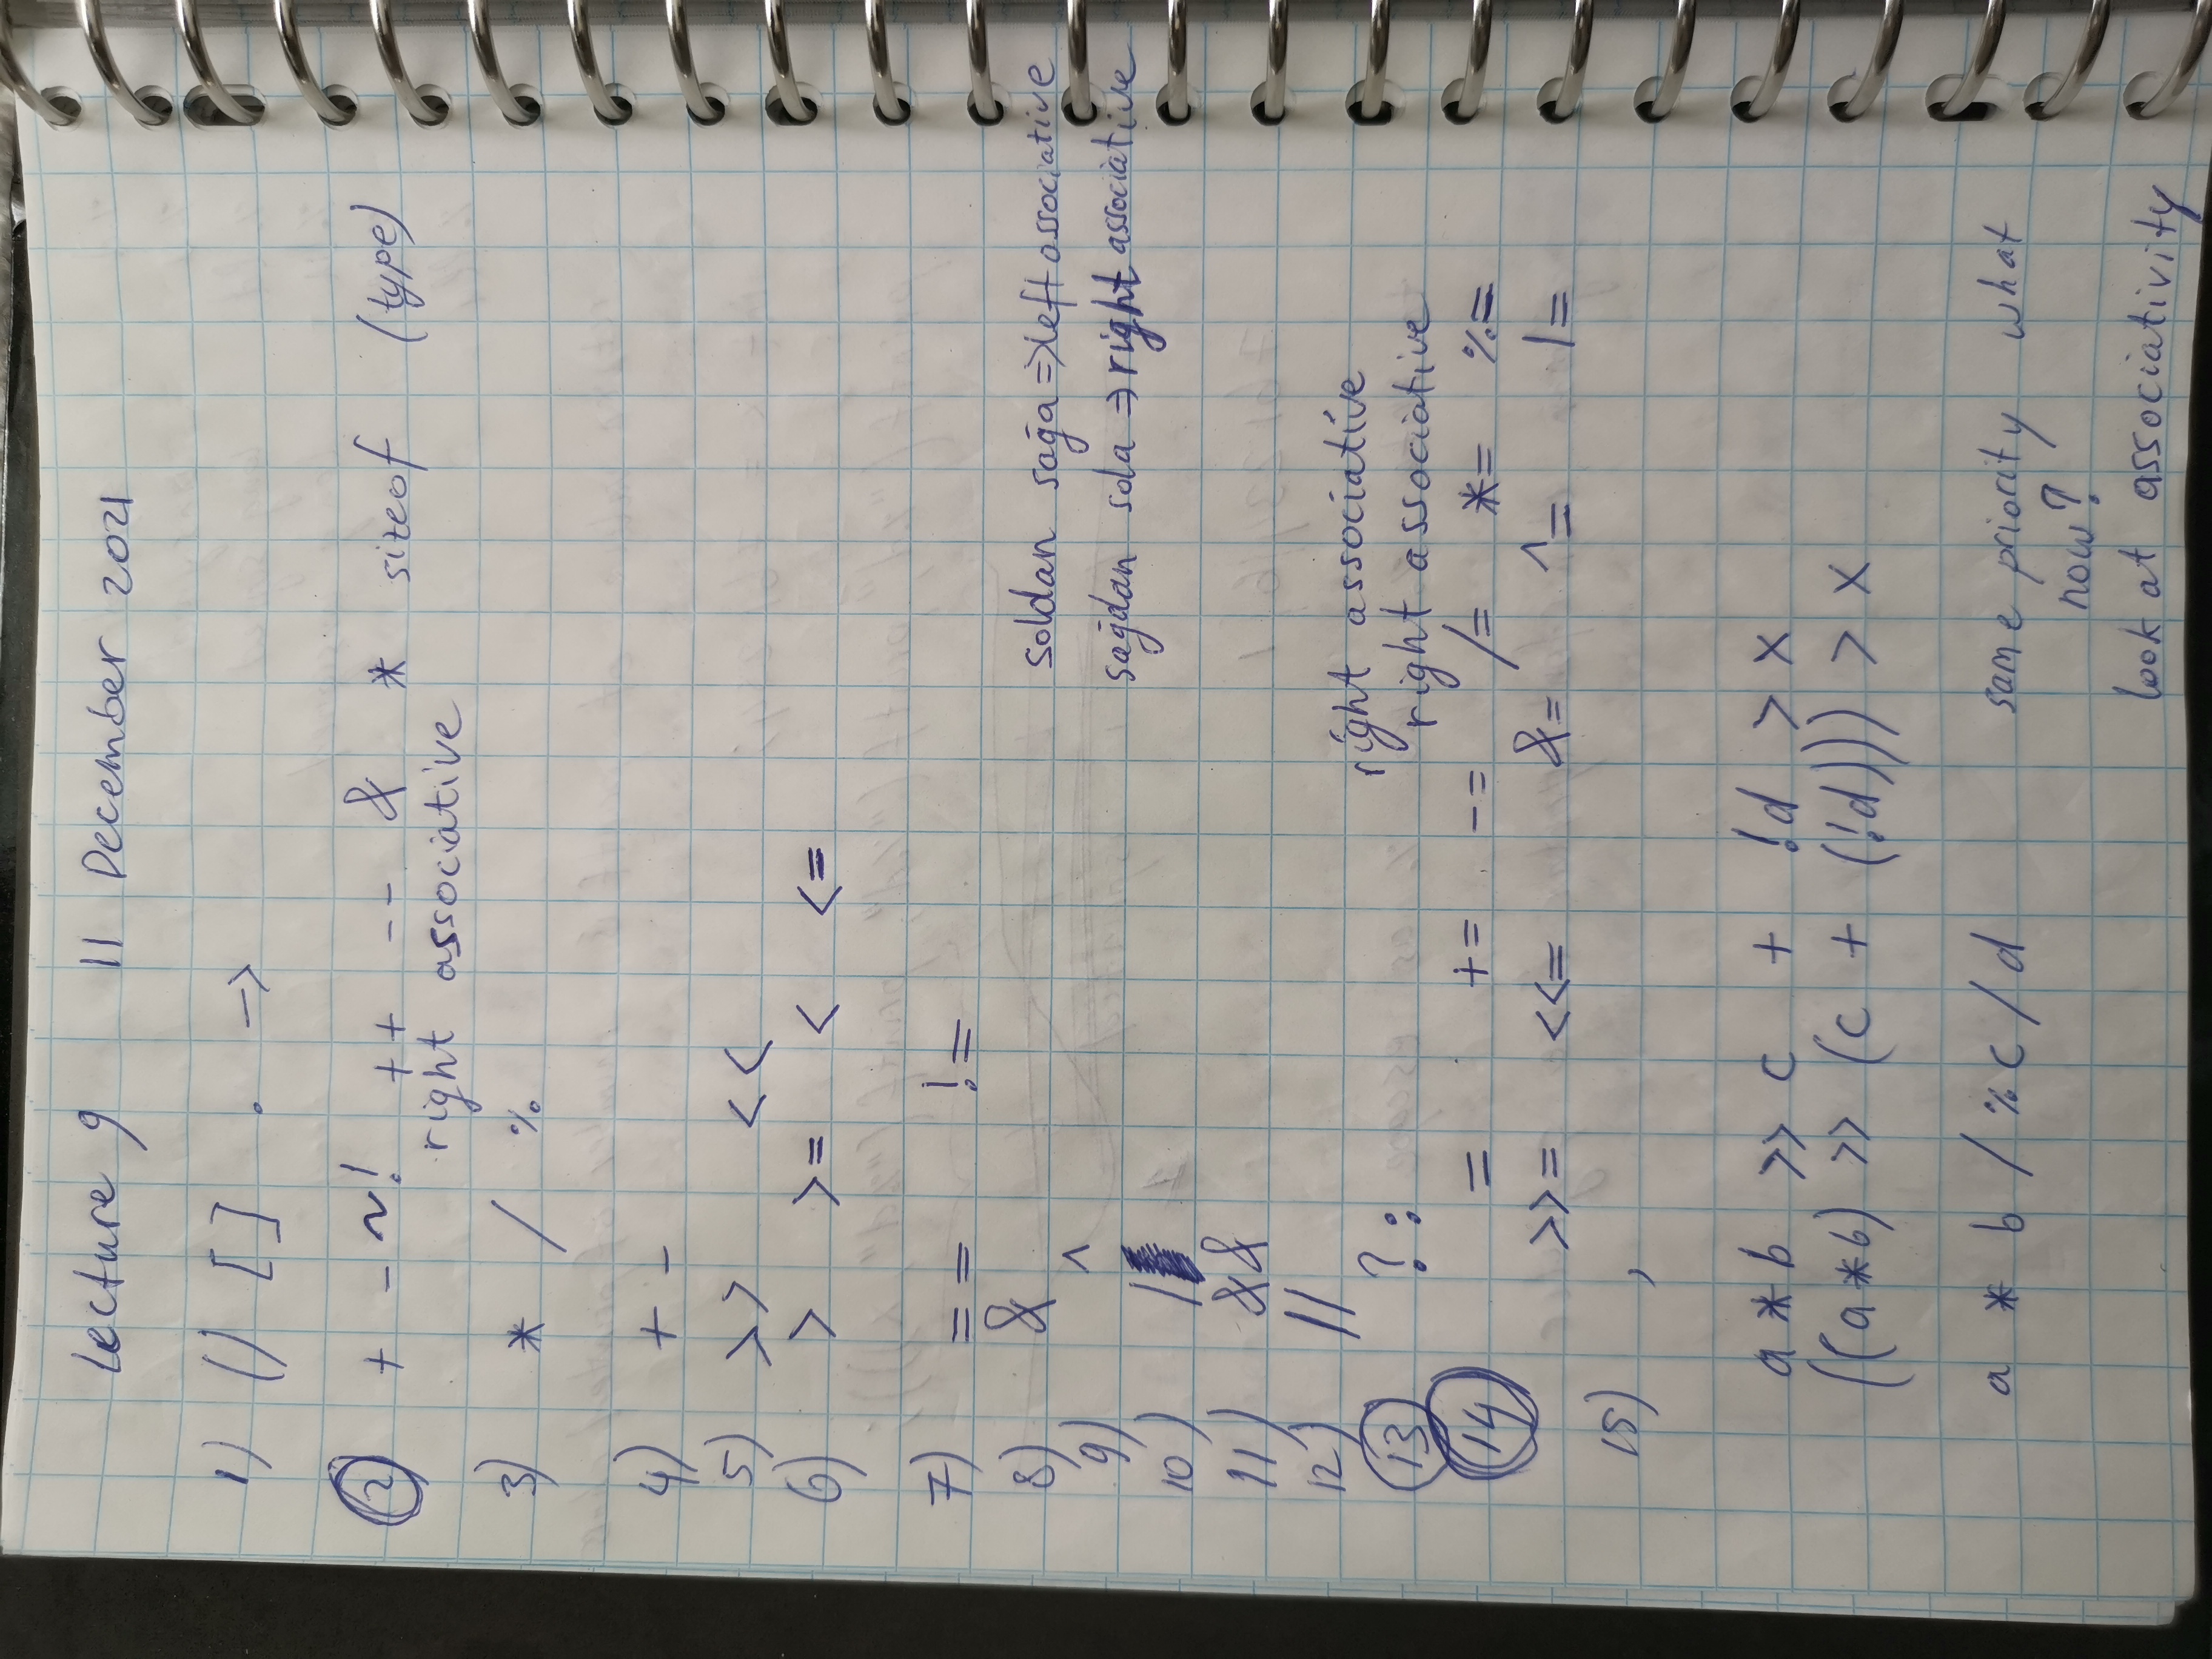 Lecture 9 11 December 2021
1) () [] . ->
2 + - ~ ! ++ -- & * sizeof (type)
right associative
3) * / %
4) + -
5) >> <<
6) > >= < <=
7) == !=
8) &
soldan sağa => left associative
9) ^
sağdan sola => right associative
10) |
11) &&
12) ||
right associative
13 ? :
right associative
14 = += -= /= *= %=
>>= <<= &= ^= |=
15) ,
a * b >> c + !d > x
((a * b) >> (c + (!d))) > x
a * b / % c / d same priority what
now?
look at associativity